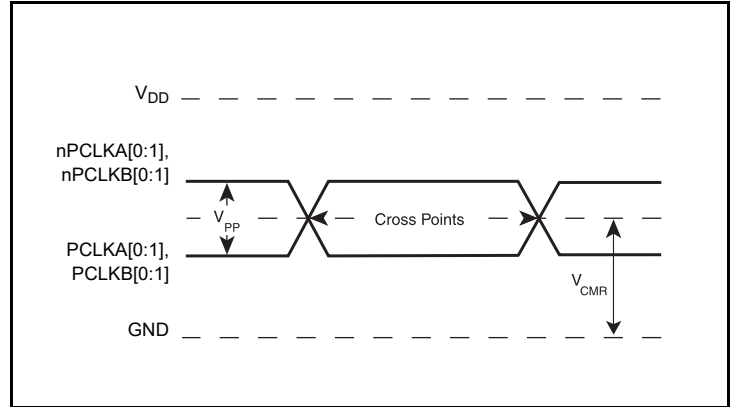 VDD
nPCLKA[0:1],
nPCLKB[0:1]
VPP
Cross Points
PCLKA[0:1],
PCLKB[0:1]
VCMR
GND